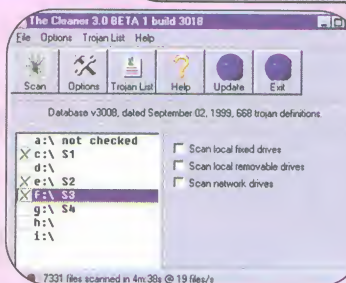 The Cleaner 3.0 BETA 1 build 3018
File Options Trojan List Help
Scan Options Trojan List Help Update Exit
Database v3008, dated September 02, 1999, 668 trojan definitions
a:\ not checked
X c:\ S1
d:\
X e:\ S2
X F:\ S3
g:\ S4
h:\
i:\
Scan local fixed drives
Scan local removable drives
Scan network drives
7331 files scanned in 4m:38s @ 19 files/s